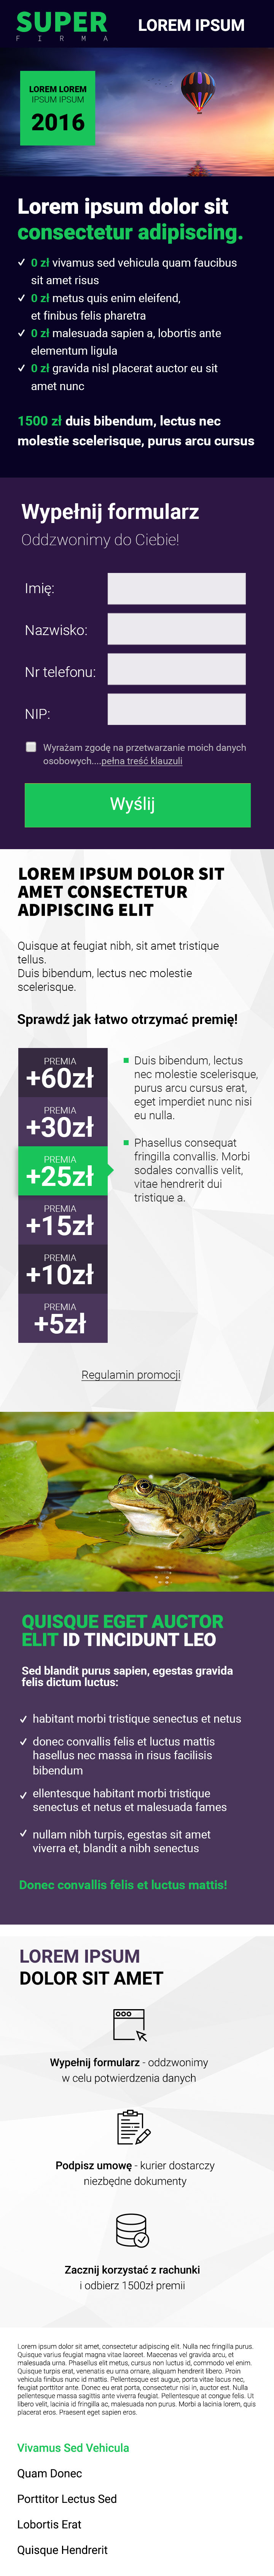 SUPER
FIRMA
LOREM IPSUM
LOREM LOREM
IPSUM IPSUM
2016
Lorem ipsum dolor sit
consectetur adipiscing.
0 zł vivamus sed vehicula quam faucibus
sit amet risus
0 zł metus quis enim eleifend,
et finibus felis pharetra
0 zł malesuada sapien a, lobortis ante
elementum ligula
0 zł gravida nisl placerat auctor eu sit
amet nunc
1500 zł duis bibendum, lectus nec
molestie scelerisque, purus arcu cursus
Wypełnij formularz
Oddzwonimy do Ciebie!
Imię:
Nazwisko:
Nr telefonu:
NIP:
Wyrażam zgodę na przetwarzanie moich danych
osobowych....pełna treść klauzuli
Wyślij
LOREM IPSUM DOLOR SIT
AMET CONSECTETUR
ADIPISCING ELIT
Quisque at feugiat nibh, sit amet tristique
tellus.
Duis bibendum, lectus nec molestie
scelerisque.
Sprawdź jak łatwo otrzymać premię!
PREMIA
+60zł
PREMIA
+30zł
PREMIA
+25zł
PREMIA
+15zł
PREMIA
+10zł
PREMIA
+5zł
Duis bibendum, lectus
nec molestie scelerisque,
purus arcu cursus erat,
eget imperdiet nunc nisi
eu nulla.
Phasellus consequat
fringilla convallis. Morbi
sodales convallis velit,
vitae hendrerit dui
tristique a.
Regulamin promocji
QUISQUE EGET AUCTOR
ELIT ID TINCIDUNT LEO
Sed blandit purus sapien, egestas gravida
felis dictum luctus:
habitant morbi tristique senectus et netus
donec convallis felis et luctus mattis
hasellus nec massa in risus facilisis
bibendum
ellentesque habitant morbi tristique
senectus et netus et malesuada fames
nullam nibh turpis, egestas sit amet
viverra et, blandit a nibh senectus
Donec convallis felis et luctus mattis!
LOREM IPSUM
DOLOR SIT AMET
Wypełnij formularz - oddzwonimy
w celu potwierdzenia danych
Podpisz umowę - kurier dostarczy
niezbędne dokumenty
Zacznij korzystać z rachunki
i odbierz 1500zł premii
Lorem ipsum dolor sit amet, consectetur adipiscing elit. Nulla nec fringilla purus.
Quisque varius feugiat magna vitae laoreet. Maecenas vel gravida arcu, et
malesuada urna. Phasellus elit metus, cursus non luctus id, commodo vel enim.
Quisque turpis erat, venenatis eu urna ornare, aliquam hendrerit libero. Proin
vehicula finibus nunc id mattis. Pellentesque est augue, porta vitae lacus nec,
feugiat porttitor ante. Donec eu erat porta, consectetur nisi in, auctor est. Nulla
pellentesque massa sagittis ante viverra feugiat. Pellentesque at congue felis. Ut
libero velit, lacinia id fringilla ac, malesuada non purus. Morbi a lacinia lorem, quis
placerat eros. Praesent eget sapien eros.
Vivamus Sed Vehicula
Quam Donec
Porttitor Lectus Sed
Lobortis Erat
Quisque Hendrerit